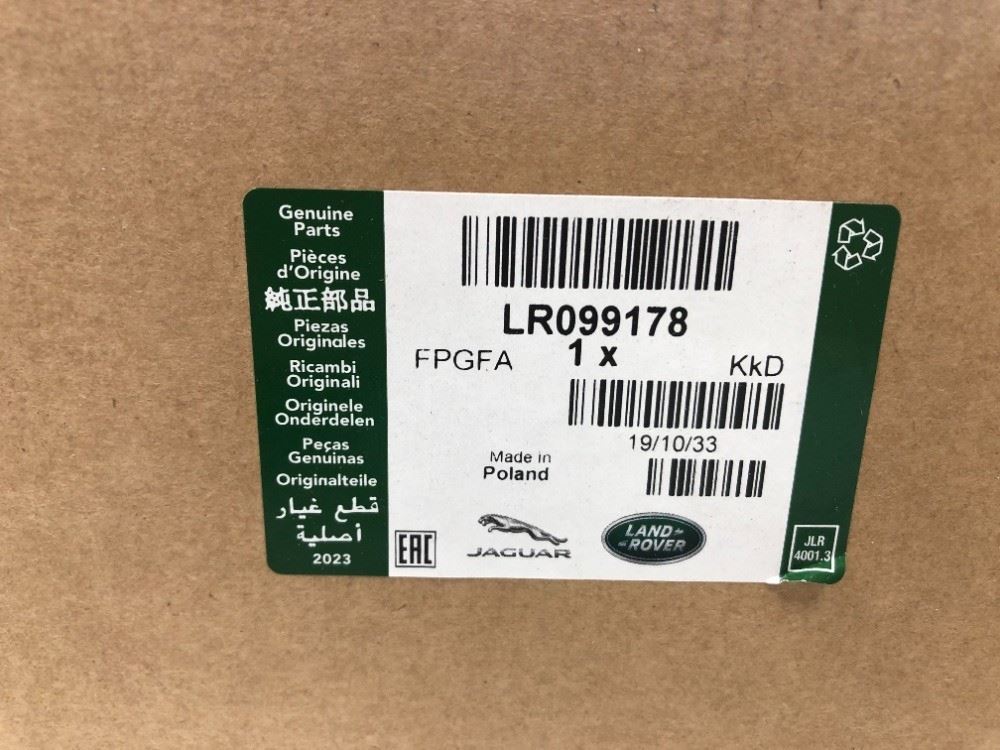 Genuine
Parts
Pièces
d'Origine
純正部品
Piezas
Originales
Ricambi
Originali
Originele
Onderdelen
Peças
Genuinas
Originalteile
قطع غيار
أصلية
2023
LR099178
FPGFA
1 x
KkD
19/10/33
Made in
Poland
EAC
JAGUAR
LAND
ROVER
JLR
4001.3